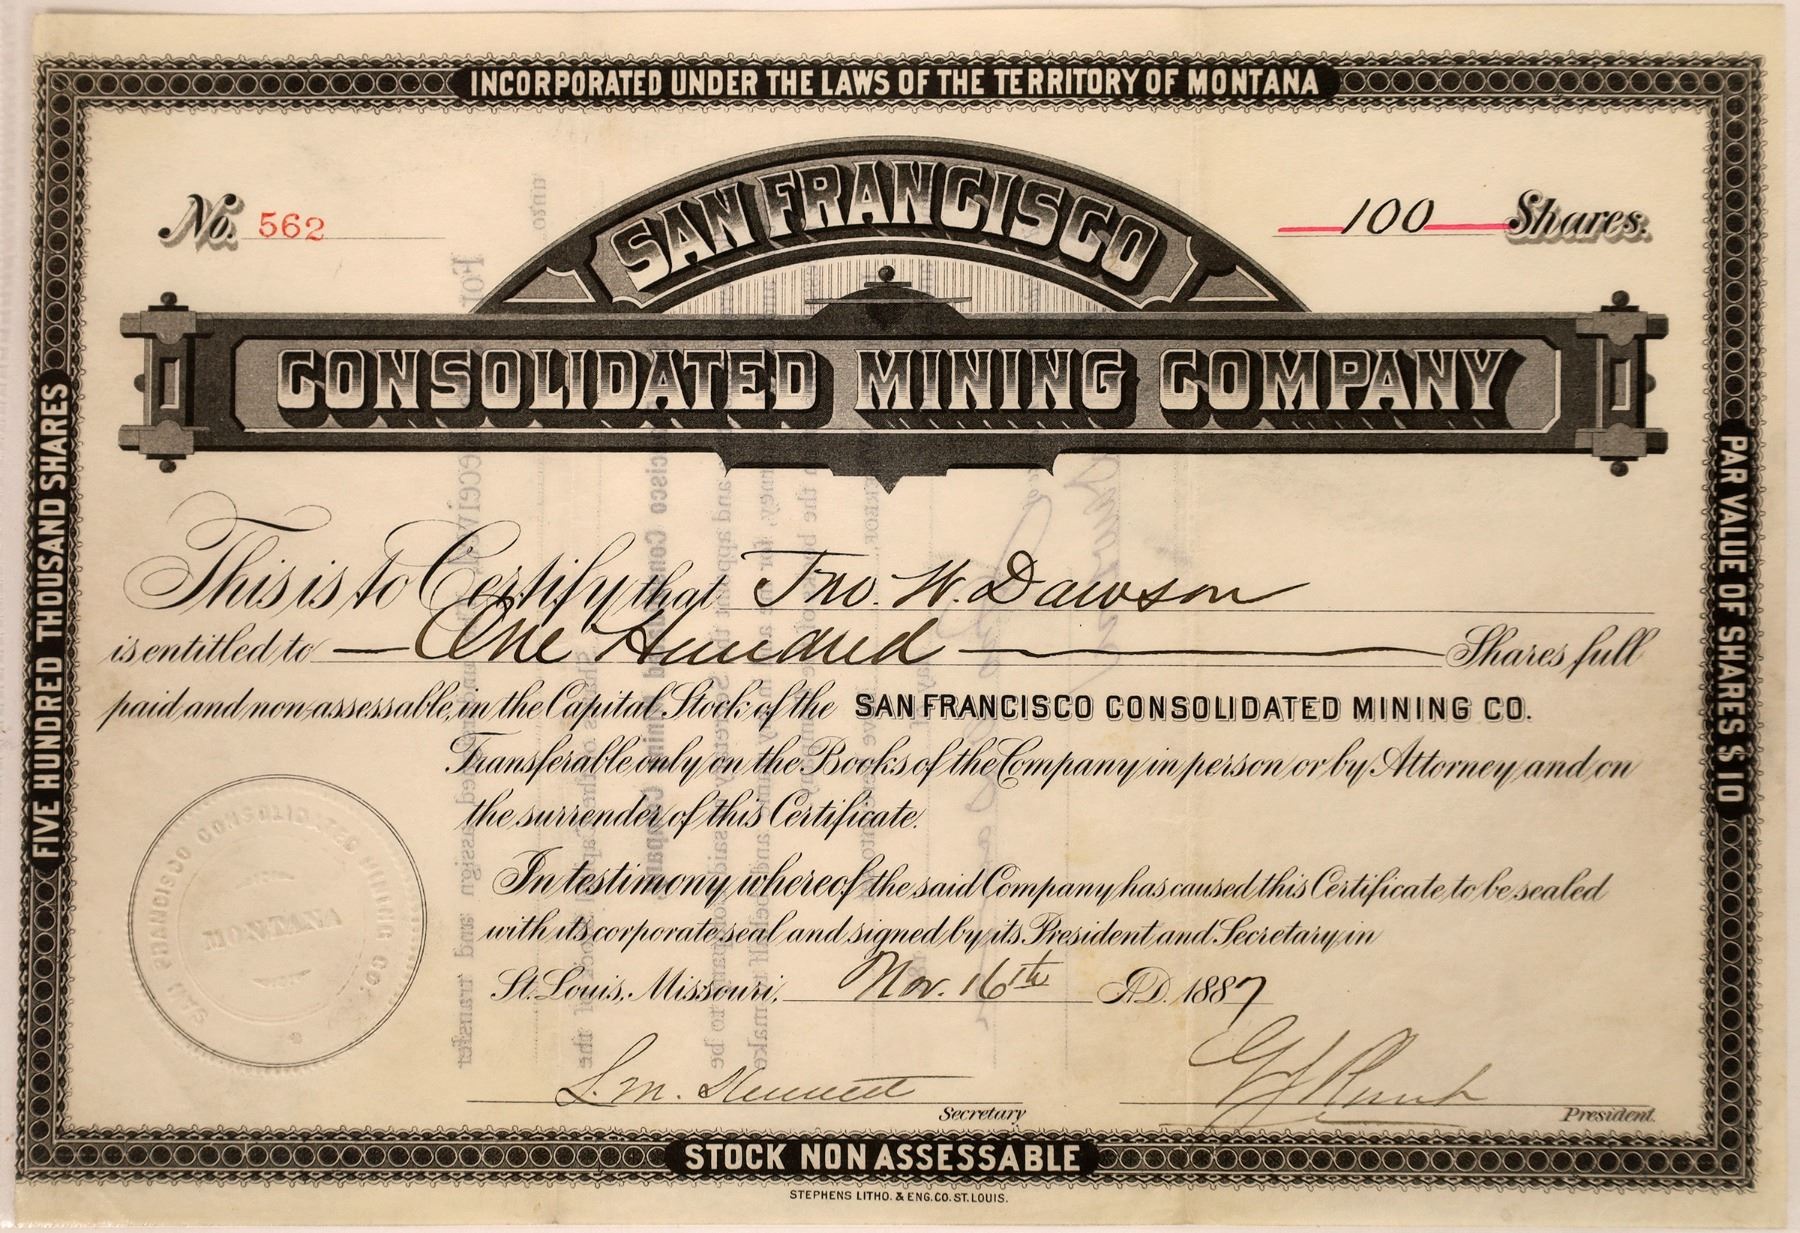 INCORPORATED UNDER THE LAWS OF THE TERRITORY OF MONTANA
No. 562
100 Shares.
SAN FRANCISCO
CONSOLIDATED MINING COMPANY
FIVE HUNDRED THOUSAND SHARES
PAR VALUE OF SHARES $10
This is to Certify that Jno. W. Dawson
is entitled to One Hundred Shares full
paid and non-assessable, in the Capital Stock of the SAN FRANCISCO CONSOLIDATED MINING CO.
Transferable only on the Books of the Company in person or by Attorney and on
the surrender of this Certificate.
In testimony whereof the said Company has caused this Certificate to be sealed
with its corporate seal and signed by its President and Secretary in
St. Louis, Missouri, Nov. 16th A.D. 1887
SAN FRANCISCO CONSOLIDATED MINING CO.
MONTANA
L. M.
Secretary
President.
STOCK NON ASSESSABLE
STEPHENS LITHO. & ENG. CO. ST. LOUIS.